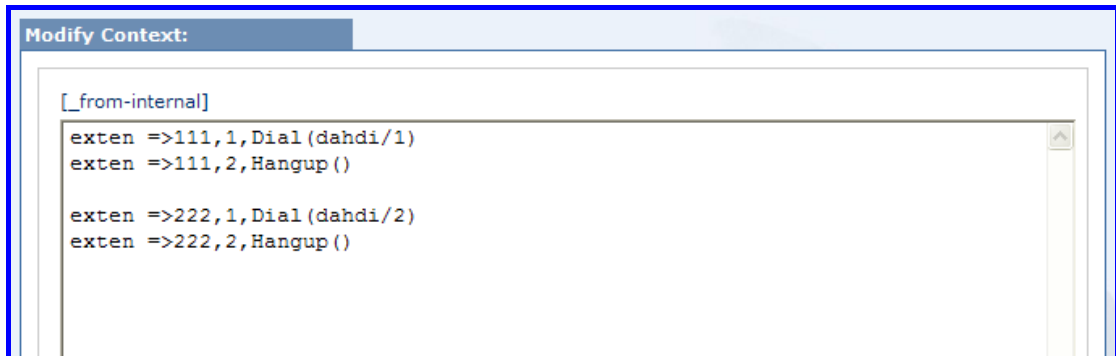 Modify Context:
[_from-internal]
exten =>111,1,Dial(dahdi/1)
exten =>111,2,Hangup()
exten =>222,1,Dial(dahdi/2)
exten =>222,2,Hangup()